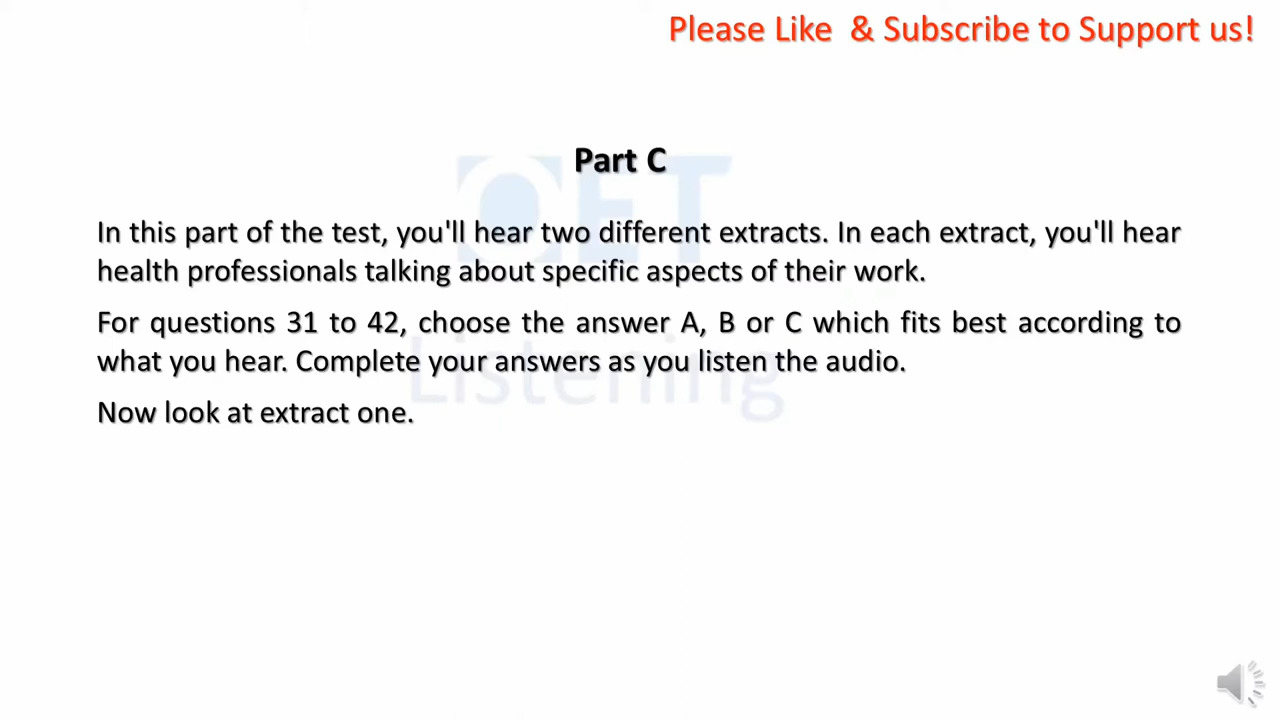 Please Like & Subscribe to Support us!
Part C
OET
In this part of the test, you'll hear two different extracts. In each extract, you'll hear
health professionals talking about specific aspects of their work.
For questions 31 to 42, choose the answer A, B or C which fits best according to
what you hear. Complete your answers as you listen the audio.
Listening
Now look at extract one.